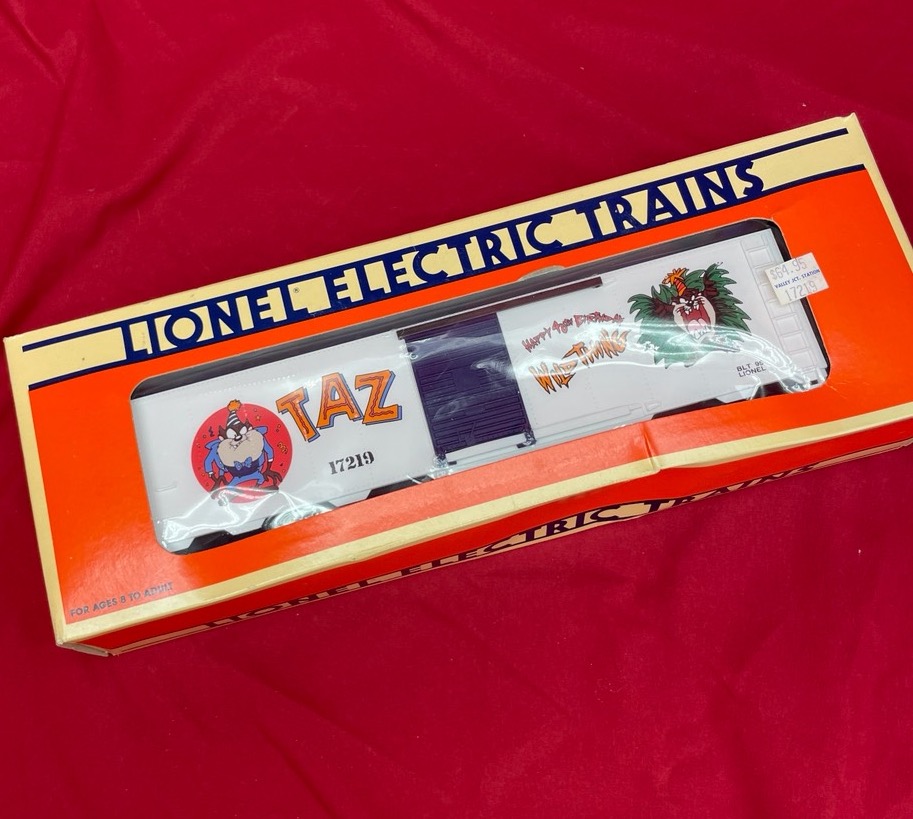 LIONEL ELECTRIC TRAINS
®
$64.95
VALLEY JCT. STATION
17219
HAPPY 40TH BIRTHDAY
WILD THING
TAZ
17219
BLT 95
LIONEL
FOR AGES 8 TO ADULT
LIONEL ELECTRIC TRAINS